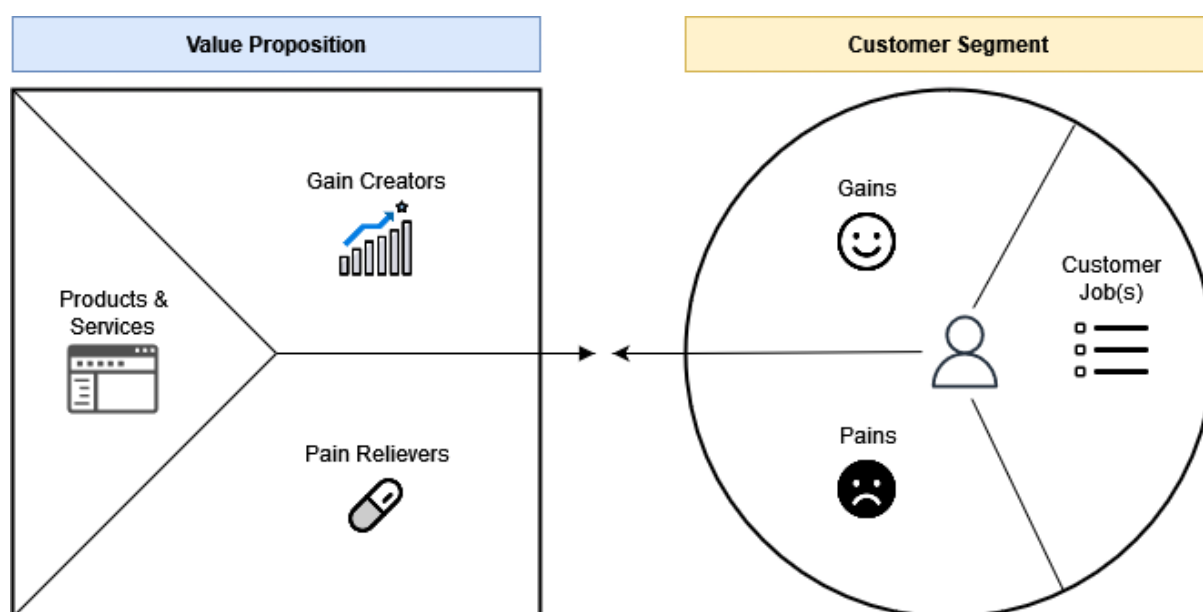 Value Proposition
Customer Segment
Gain Creators
Products &
Services
Pain Relievers
Gains
Customer
Job(s)
Pains